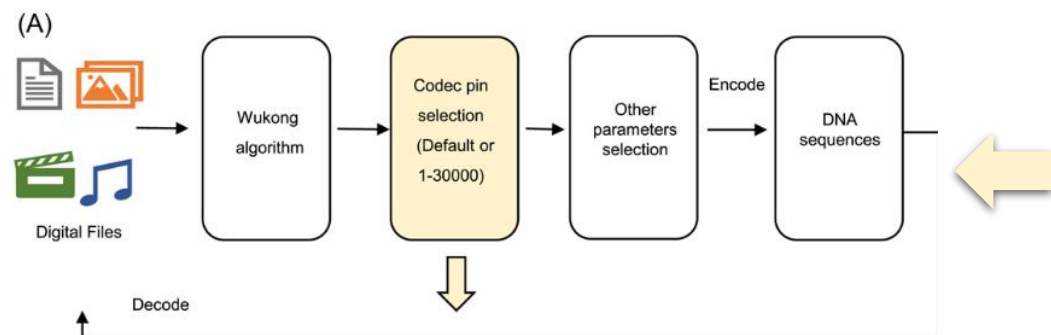 (A)
Digital Files
Wukong
algorithm
Codec pin
selection
(Default or
1-30000)
Other
parameters
selection
Encode
DNA
sequences
Decode